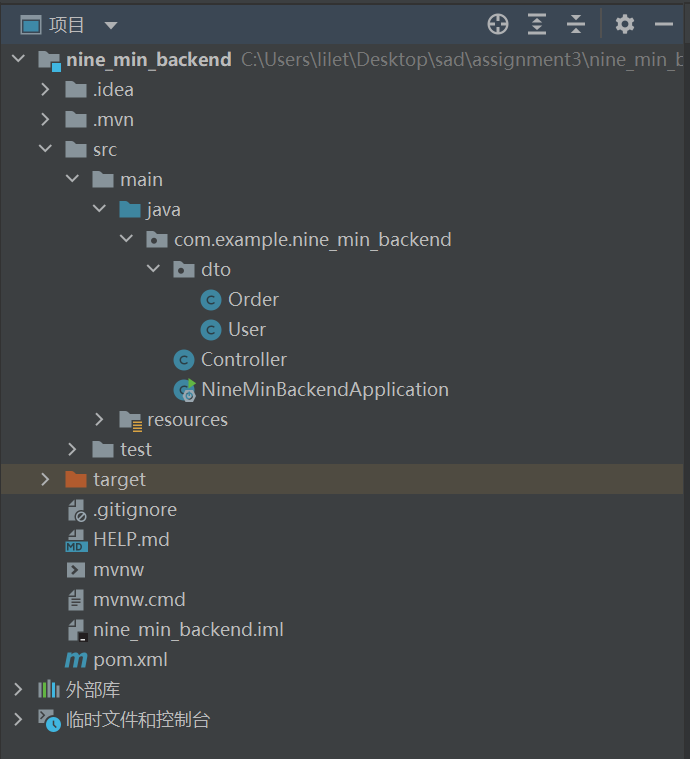 项目
nine_min_backend C:\Users\lilet\Desktop\sad\assignment3\nine_min_b
.idea
.mvn
src
main
java
com.example.nine_min_backend
dto
Order
User
Controller
NineMinBackendApplication
resources
test
target
.gitignore
HELP.md
mvnw
mvnw.cmd
nine_min_backend.iml
pom.xml
外部库
临时文件和控制台